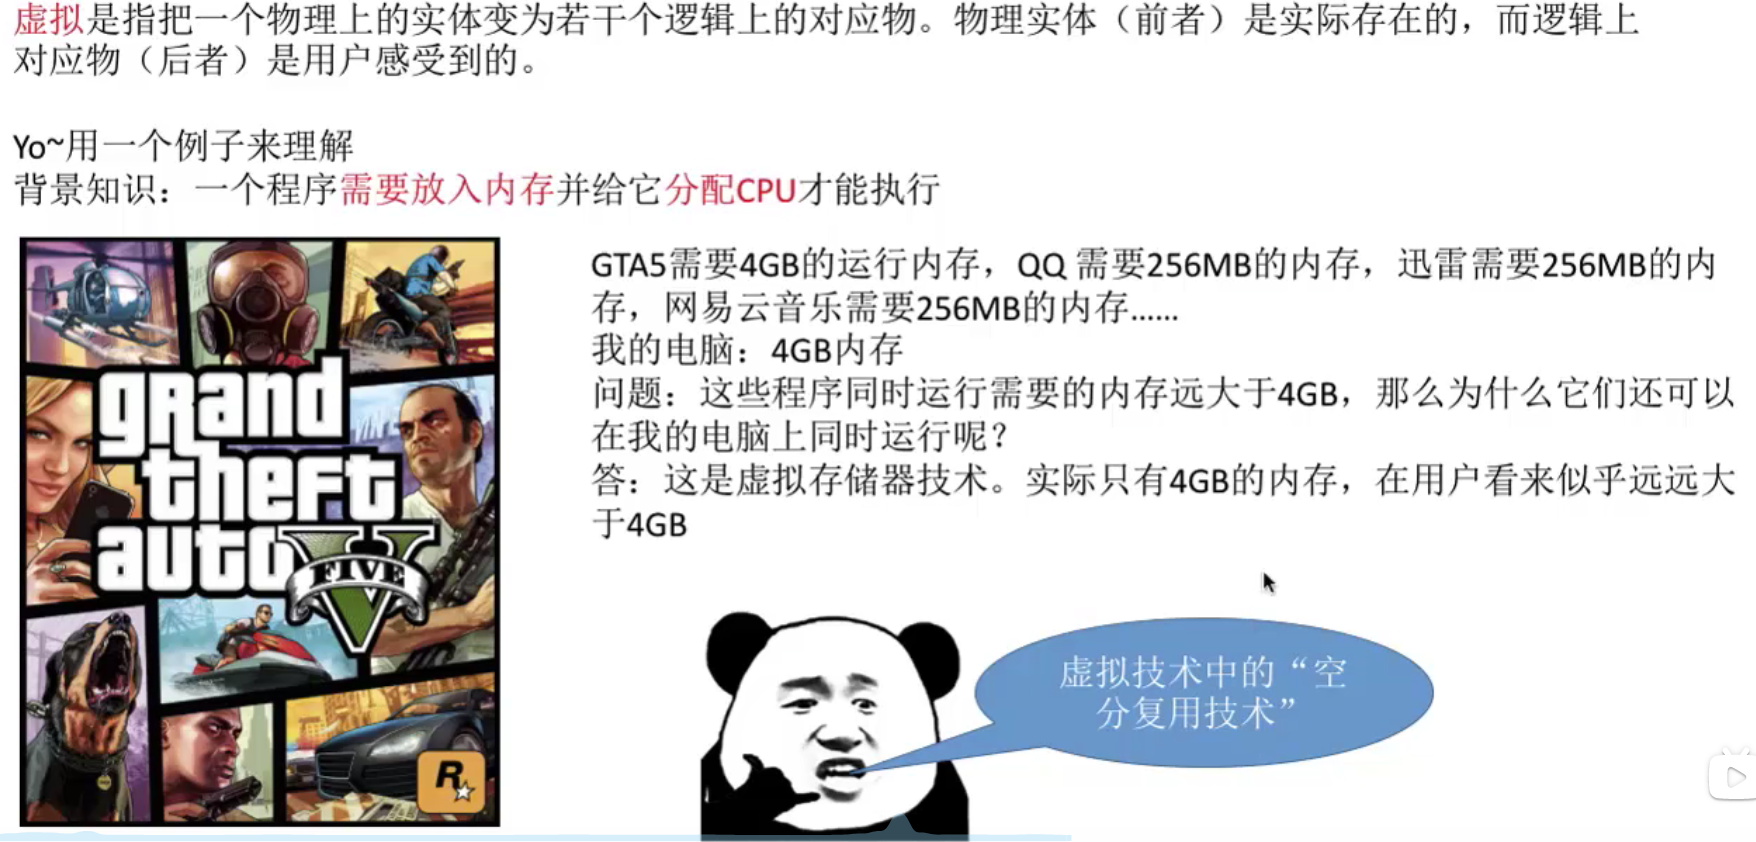 虚拟是指把一个物理上的实体变为若干个逻辑上的对应物。物理实体（前者）是实际存在的，而逻辑上
对应物（后者）是用户感受到的。
Yo~用一个例子来理解
背景知识：一个程序需要放入内存并给它分配CPU才能执行
grand
theft
auto
V
FIVE
R
GTA5需要4GB的运行内存，QQ 需要256MB的内存，迅雷需要256MB的内
存，网易云音乐需要256MB的内存……
我的电脑：4GB内存
问题：这些程序同时运行需要的内存远大于4GB，那么为什么它们还可以
在我的电脑上同时运行呢？
答：这是虚拟存储器技术。实际只有4GB的内存，在用户看来似乎远远大
于4GB
虚拟技术中的“空
分复用技术”